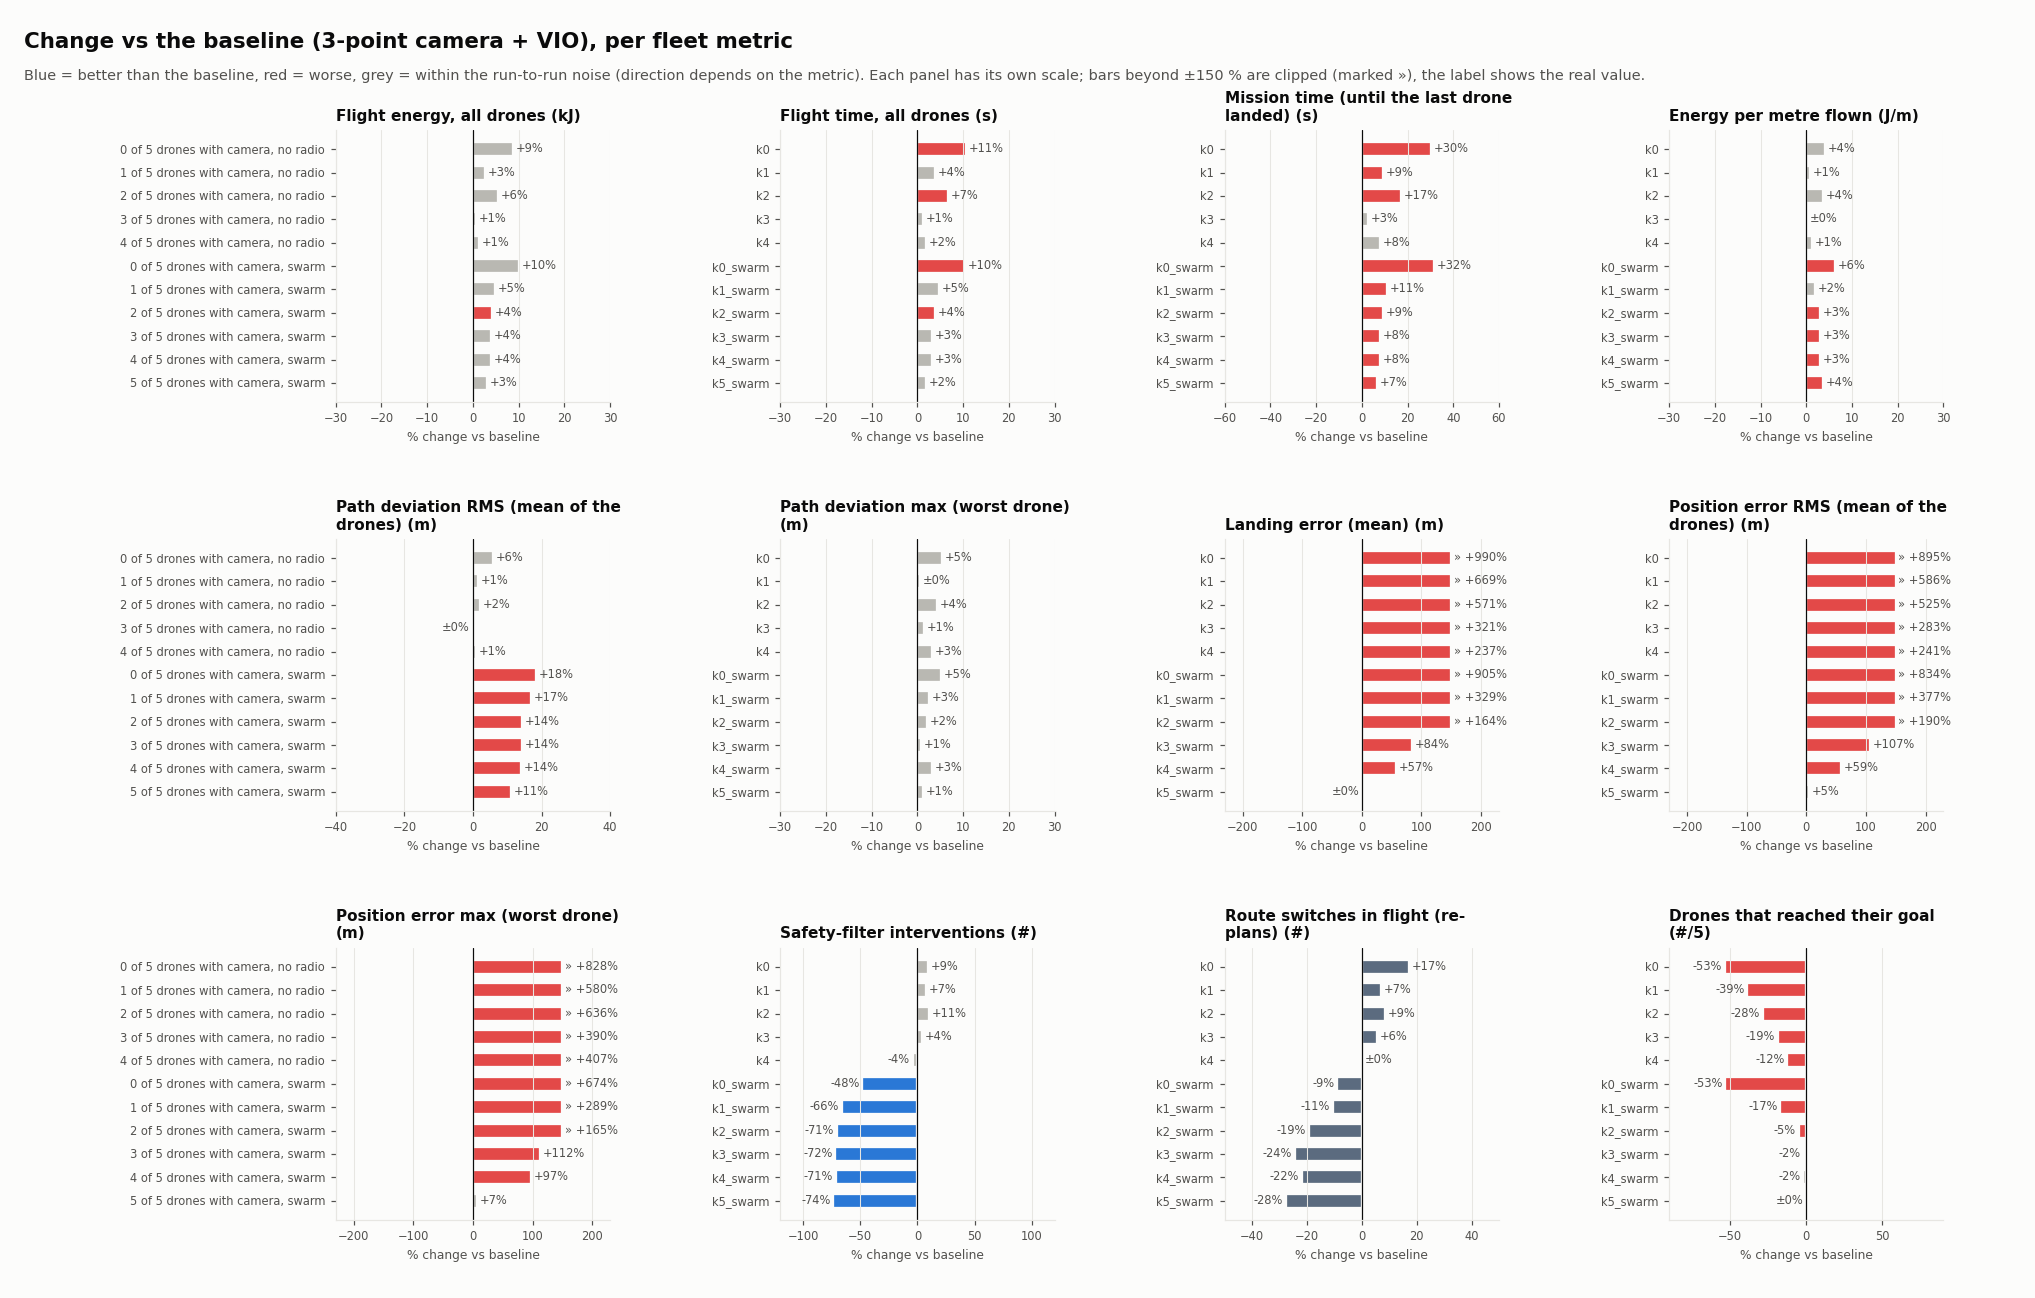 Change vs the baseline (3-point camera + VIO), per fleet metric
Blue = better than the baseline, red = worse, grey = within the run-to-run noise (direction depends on the metric). Each panel has its own scale; bars beyond ±150 % are clipped (marked »), the label shows the real value.
Flight energy, all drones (kJ)
0 of 5 drones with camera, no radio +9%
1 of 5 drones with camera, no radio +3%
2 of 5 drones with camera, no radio +6%
3 of 5 drones with camera, no radio +1%
4 of 5 drones with camera, no radio +1%
0 of 5 drones with camera, swarm +10%
1 of 5 drones with camera, swarm +5%
2 of 5 drones with camera, swarm +4%
3 of 5 drones with camera, swarm +4%
4 of 5 drones with camera, swarm +4%
5 of 5 drones with camera, swarm +3%
−30 −20 −10 0 10 20 30
% change vs baseline
Flight time, all drones (s)
k0 +11%
k1 +4%
k2 +7%
k3 +1%
k4 +2%
k0_swarm +10%
k1_swarm +5%
k2_swarm +4%
k3_swarm +3%
k4_swarm +3%
k5_swarm +2%
−30 −20 −10 0 10 20 30
% change vs baseline
Mission time (until the last drone
landed) (s)
k0 +30%
k1 +9%
k2 +17%
k3 +3%
k4 +8%
k0_swarm +32%
k1_swarm +11%
k2_swarm +9%
k3_swarm +8%
k4_swarm +8%
k5_swarm +7%
−60 −40 −20 0 20 40 60
% change vs baseline
Energy per metre flown (J/m)
k0 +4%
k1 +1%
k2 +4%
k3 ±0%
k4 +1%
k0_swarm +6%
k1_swarm +2%
k2_swarm +3%
k3_swarm +3%
k4_swarm +3%
k5_swarm +4%
−30 −20 −10 0 10 20 30
% change vs baseline
Path deviation RMS (mean of the
drones) (m)
0 of 5 drones with camera, no radio +6%
1 of 5 drones with camera, no radio +1%
2 of 5 drones with camera, no radio +2%
3 of 5 drones with camera, no radio ±0%
4 of 5 drones with camera, no radio +1%
0 of 5 drones with camera, swarm +18%
1 of 5 drones with camera, swarm +17%
2 of 5 drones with camera, swarm +14%
3 of 5 drones with camera, swarm +14%
4 of 5 drones with camera, swarm +14%
5 of 5 drones with camera, swarm +11%
−40 −20 0 20 40
% change vs baseline
Path deviation max (worst drone)
(m)
k0 +5%
k1 ±0%
k2 +4%
k3 +1%
k4 +3%
k0_swarm +5%
k1_swarm +3%
k2_swarm +2%
k3_swarm +1%
k4_swarm +3%
k5_swarm +1%
−30 −20 −10 0 10 20 30
% change vs baseline
Landing error (mean) (m)
k0 » +990%
k1 » +669%
k2 » +571%
k3 » +321%
k4 » +237%
k0_swarm » +905%
k1_swarm » +329%
k2_swarm » +164%
k3_swarm +84%
k4_swarm +57%
k5_swarm ±0%
−200 −100 0 100 200
% change vs baseline
Position error RMS (mean of the
drones) (m)
k0 » +895%
k1 » +586%
k2 » +525%
k3 » +283%
k4 » +241%
k0_swarm » +834%
k1_swarm » +377%
k2_swarm » +190%
k3_swarm +107%
k4_swarm +59%
k5_swarm +5%
−200 −100 0 100 200
% change vs baseline
Position error max (worst drone)
(m)
0 of 5 drones with camera, no radio » +828%
1 of 5 drones with camera, no radio » +580%
2 of 5 drones with camera, no radio » +636%
3 of 5 drones with camera, no radio » +390%
4 of 5 drones with camera, no radio » +407%
0 of 5 drones with camera, swarm » +674%
1 of 5 drones with camera, swarm » +289%
2 of 5 drones with camera, swarm » +165%
3 of 5 drones with camera, swarm +112%
4 of 5 drones with camera, swarm +97%
5 of 5 drones with camera, swarm +7%
−200 −100 0 100 200
% change vs baseline
Safety-filter interventions (#)
k0 +9%
k1 +7%
k2 +11%
k3 +4%
k4 -4%
k0_swarm -48%
k1_swarm -66%
k2_swarm -71%
k3_swarm -72%
k4_swarm -71%
k5_swarm -74%
−100 −50 0 50 100
% change vs baseline
Route switches in flight (re-
plans) (#)
k0 +17%
k1 +7%
k2 +9%
k3 +6%
k4 ±0%
k0_swarm -9%
k1_swarm -11%
k2_swarm -19%
k3_swarm -24%
k4_swarm -22%
k5_swarm -28%
−40 −20 0 20 40
% change vs baseline
Drones that reached their goal
(#/5)
k0 -53%
k1 -39%
k2 -28%
k3 -19%
k4 -12%
k0_swarm -53%
k1_swarm -17%
k2_swarm -5%
k3_swarm -2%
k4_swarm -2%
k5_swarm ±0%
−50 0 50
% change vs baseline